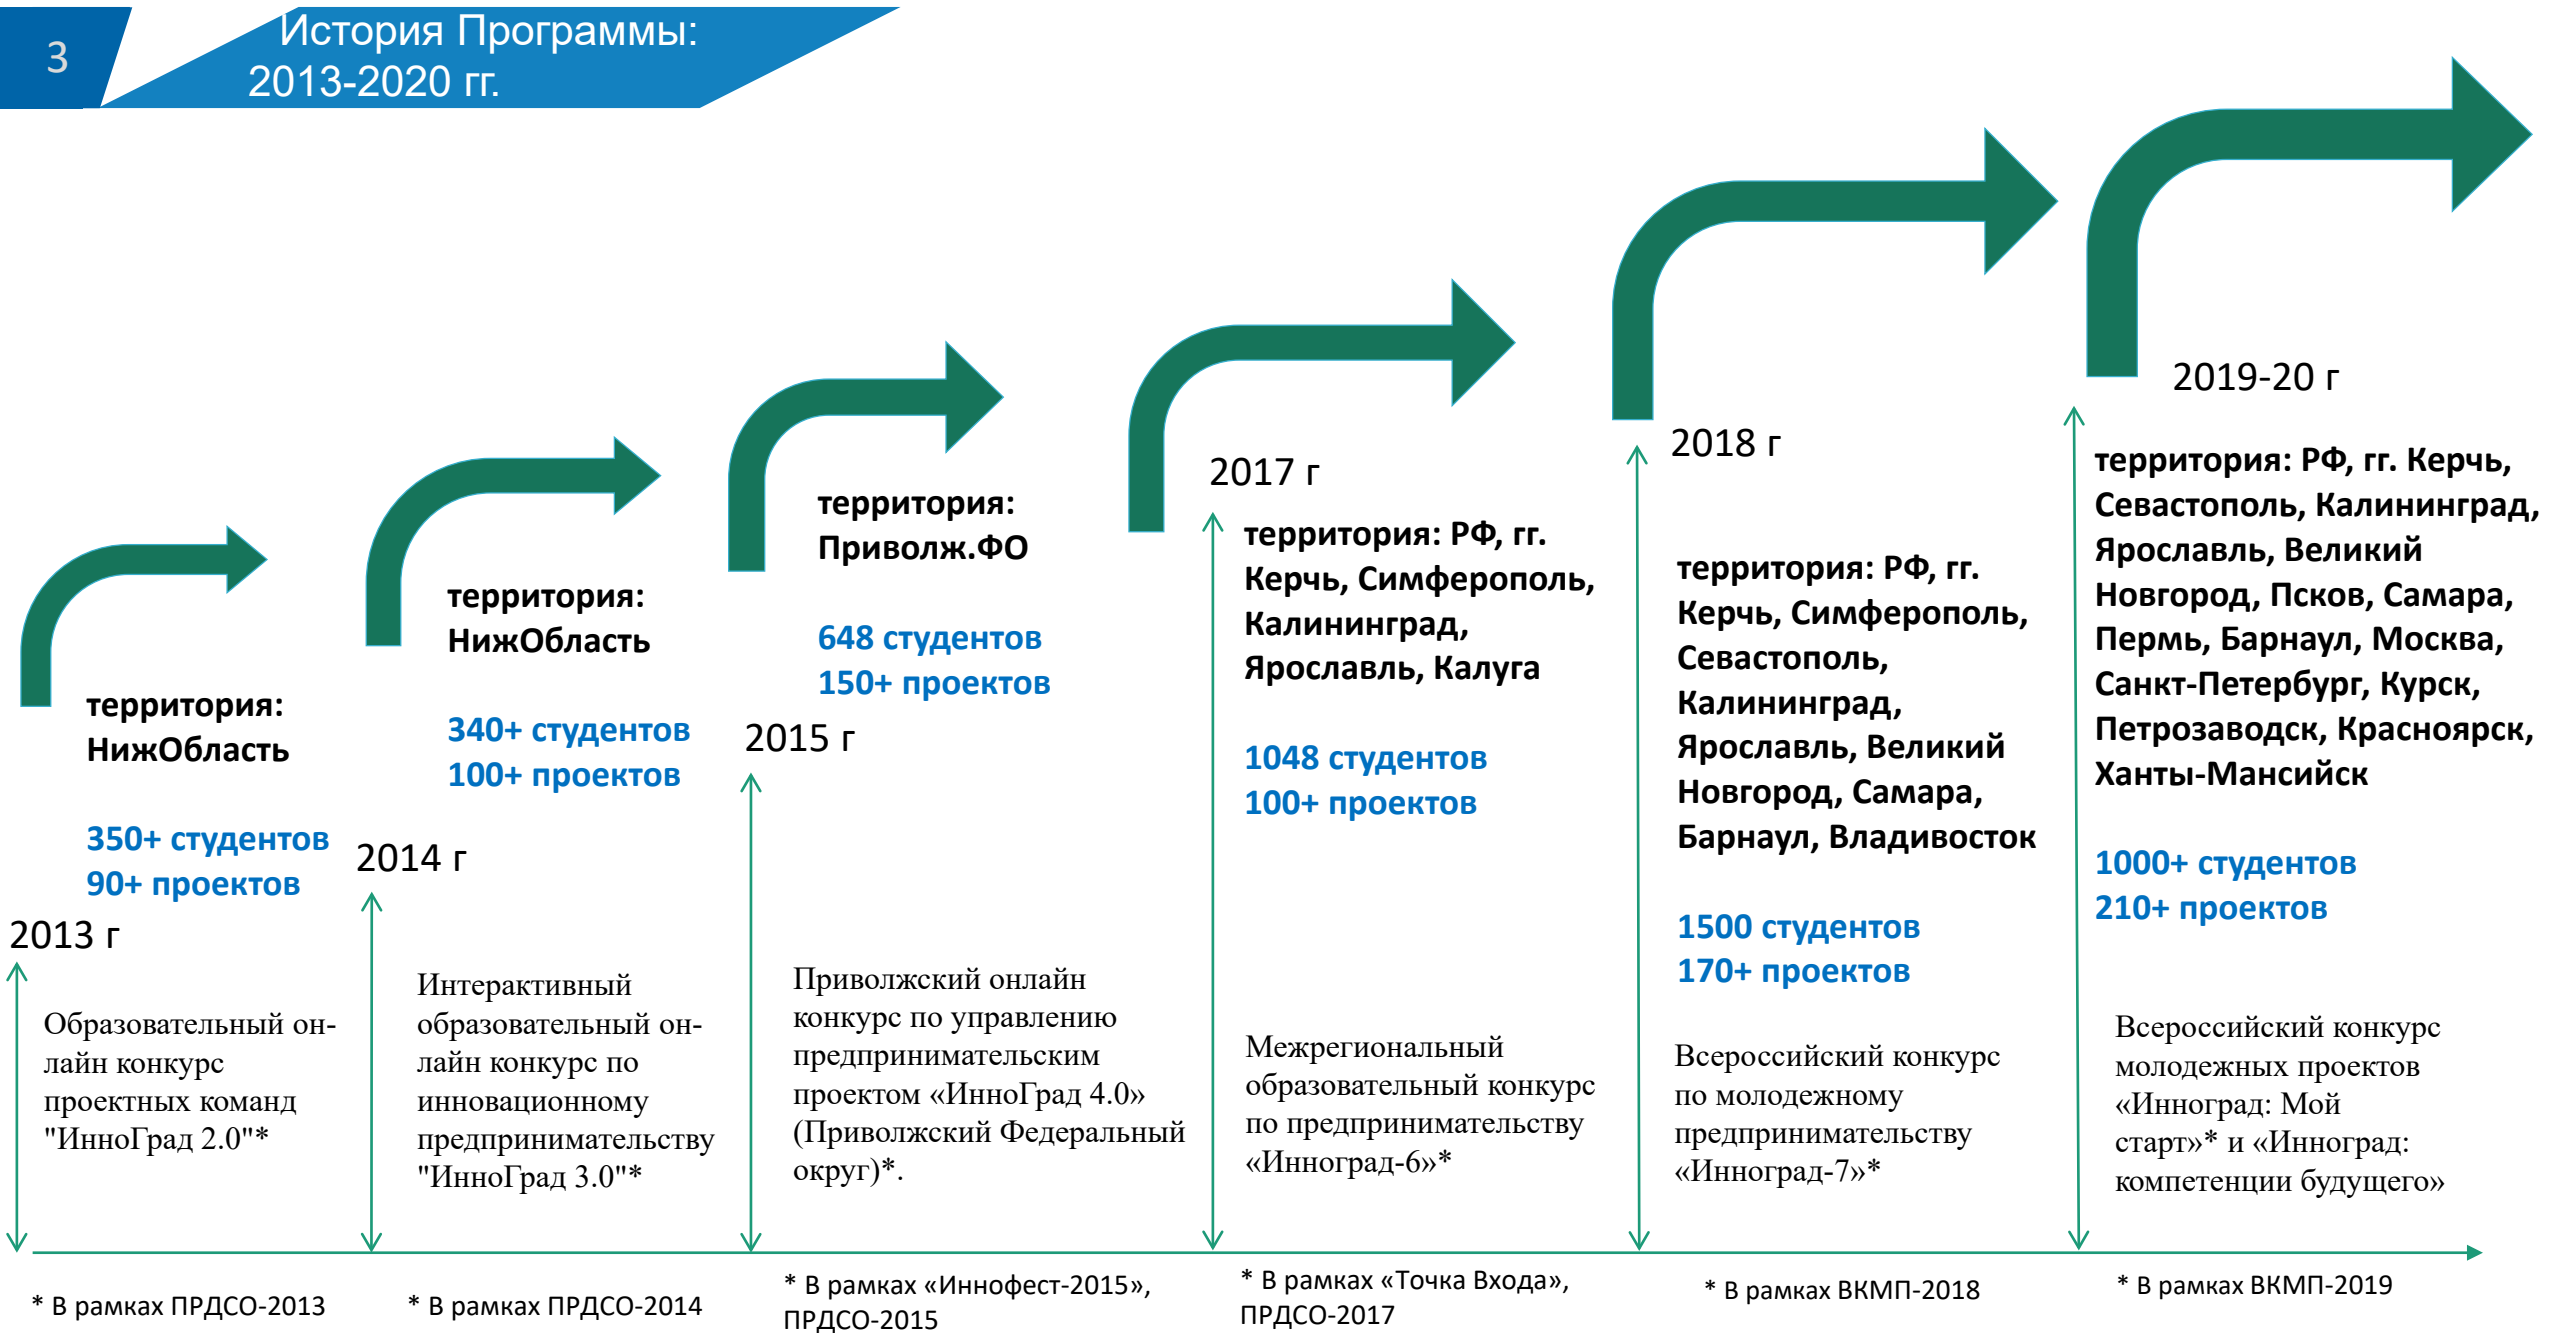 3
История Программы:
2013-2020 гг.
территория:
НижОбласть
350+ студентов
90+ проектов
2013 г
Образовательный он-
лайн конкурс
проектных команд
"ИнноГрад 2.0"*
* В рамках ПРДСО-2013
территория:
НижОбласть
340+ студентов
100+ проектов
2014 г
Интерактивный
образовательный он-
лайн конкурс по
инновационному
предпринимательству
"ИнноГрад 3.0"*
* В рамках ПРДСО-2014
территория:
Приволж.ФО
648 студентов
150+ проектов
2015 г
Приволжский онлайн
конкурс по управлению
предпринимательским
проектом «ИнноГрад 4.0»
(Приволжский Федеральный
округ)*.
* В рамках «Иннофест-2015»,
ПРДСО-2015
2017 г
территория: РФ, гг.
Керчь, Симферополь,
Калининград,
Ярославль, Калуга
1048 студентов
100+ проектов
Межрегиональный
образовательный конкурс
по предпринимательству
«Инноград-6»*
* В рамках «Точка Входа»,
ПРДСО-2017
2018 г
территория: РФ, гг.
Керчь, Симферополь,
Севастополь,
Калининград,
Ярославль, Великий
Новгород, Самара,
Барнаул, Владивосток
1500 студентов
170+ проектов
Всероссийский конкурс
по молодежному
предпринимательству
«Инноград-7»*
* В рамках ВКМП-2018
2019-20 г
территория: РФ, гг. Керчь,
Севастополь, Калининград,
Ярославль, Великий
Новгород, Псков, Самара,
Пермь, Барнаул, Москва,
Санкт-Петербург, Курск,
Петрозаводск, Красноярск,
Ханты-Мансийск
1000+ студентов
210+ проектов
Всероссийский конкурс
молодежных проектов
«Инноград: Мой
старт»* и «Инноград:
компетенции будущего»
* В рамках ВКМП-2019